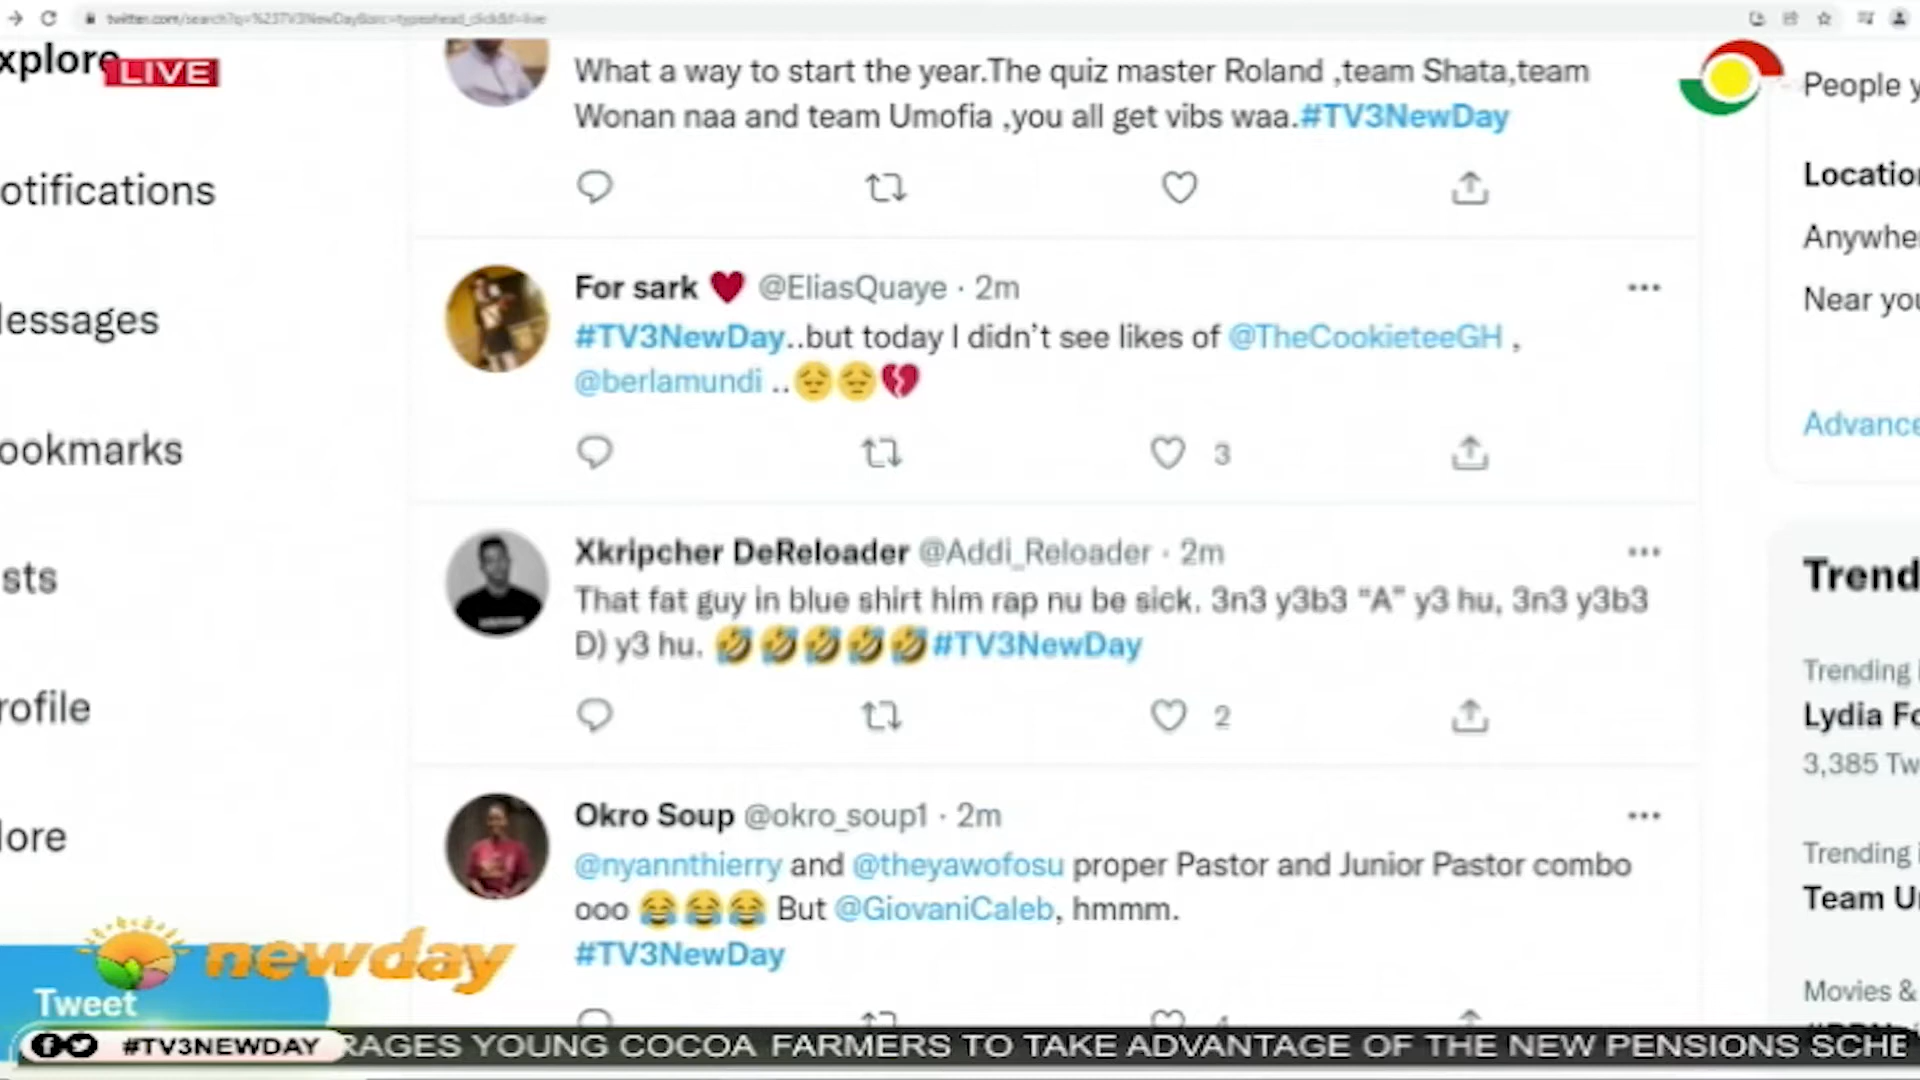 xplore
LIVE
What a way to start the year.The quiz master Roland ,team Shata,team
Wonan naa and team Umofia ,you all get vibs waa.#TV3NewDay
People y
Location
Anywhe
Near you
Advance
otifications
essages
ookmarks
sts
rofile
ore
For sark ❤️ @EliasQuaye · 2m
#TV3NewDay..but today I didn't see likes of @TheCookieteeGH ,
@berlamundi ..😔😔💔
3
Xkripcher DeReloader @Addi_Reloader · 2m
That fat guy in blue shirt him rap nu be sick. 3n3 y3b3 “A” y3 hu, 3n3 y3b3
D) y3 hu. 🤣🤣🤣🤣🤣#TV3NewDay
2
Okro Soup @okro_soup1 · 2m
@nyannthierry and @theyawofosu proper Pastor and Junior Pastor combo
ooo 😂😂😂 But @GiovaniCaleb, hmmm.
#TV3NewDay
Trend
Trending i
Lydia Fo
3,385 Tw
Trending i
Team U
Movies &
newday
Tweet
#TV3NEWDAY
RAGES YOUNG COCOA FARMERS TO TAKE ADVANTAGE OF THE NEW PENSIONS SCHE